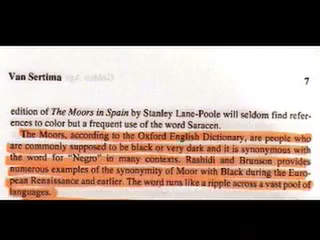 Van Sertima
7
edition of The Moors in Spain by Stanley Lane-Poole will seldom find refer-
ences to color but a frequent use of the word Saracen.
The Moors, according to the Oxford English Dictionary, are people who
are commonly supposed to be black or very dark and it is synonymous with
the word for "Negro" in many contexts. Rashidi and Brunson provides
numerous examples of the synonymity of Moor with Black during the Euro-
pean Renaissance and earlier. The word runs like a ripple across a vast pool of
languages.